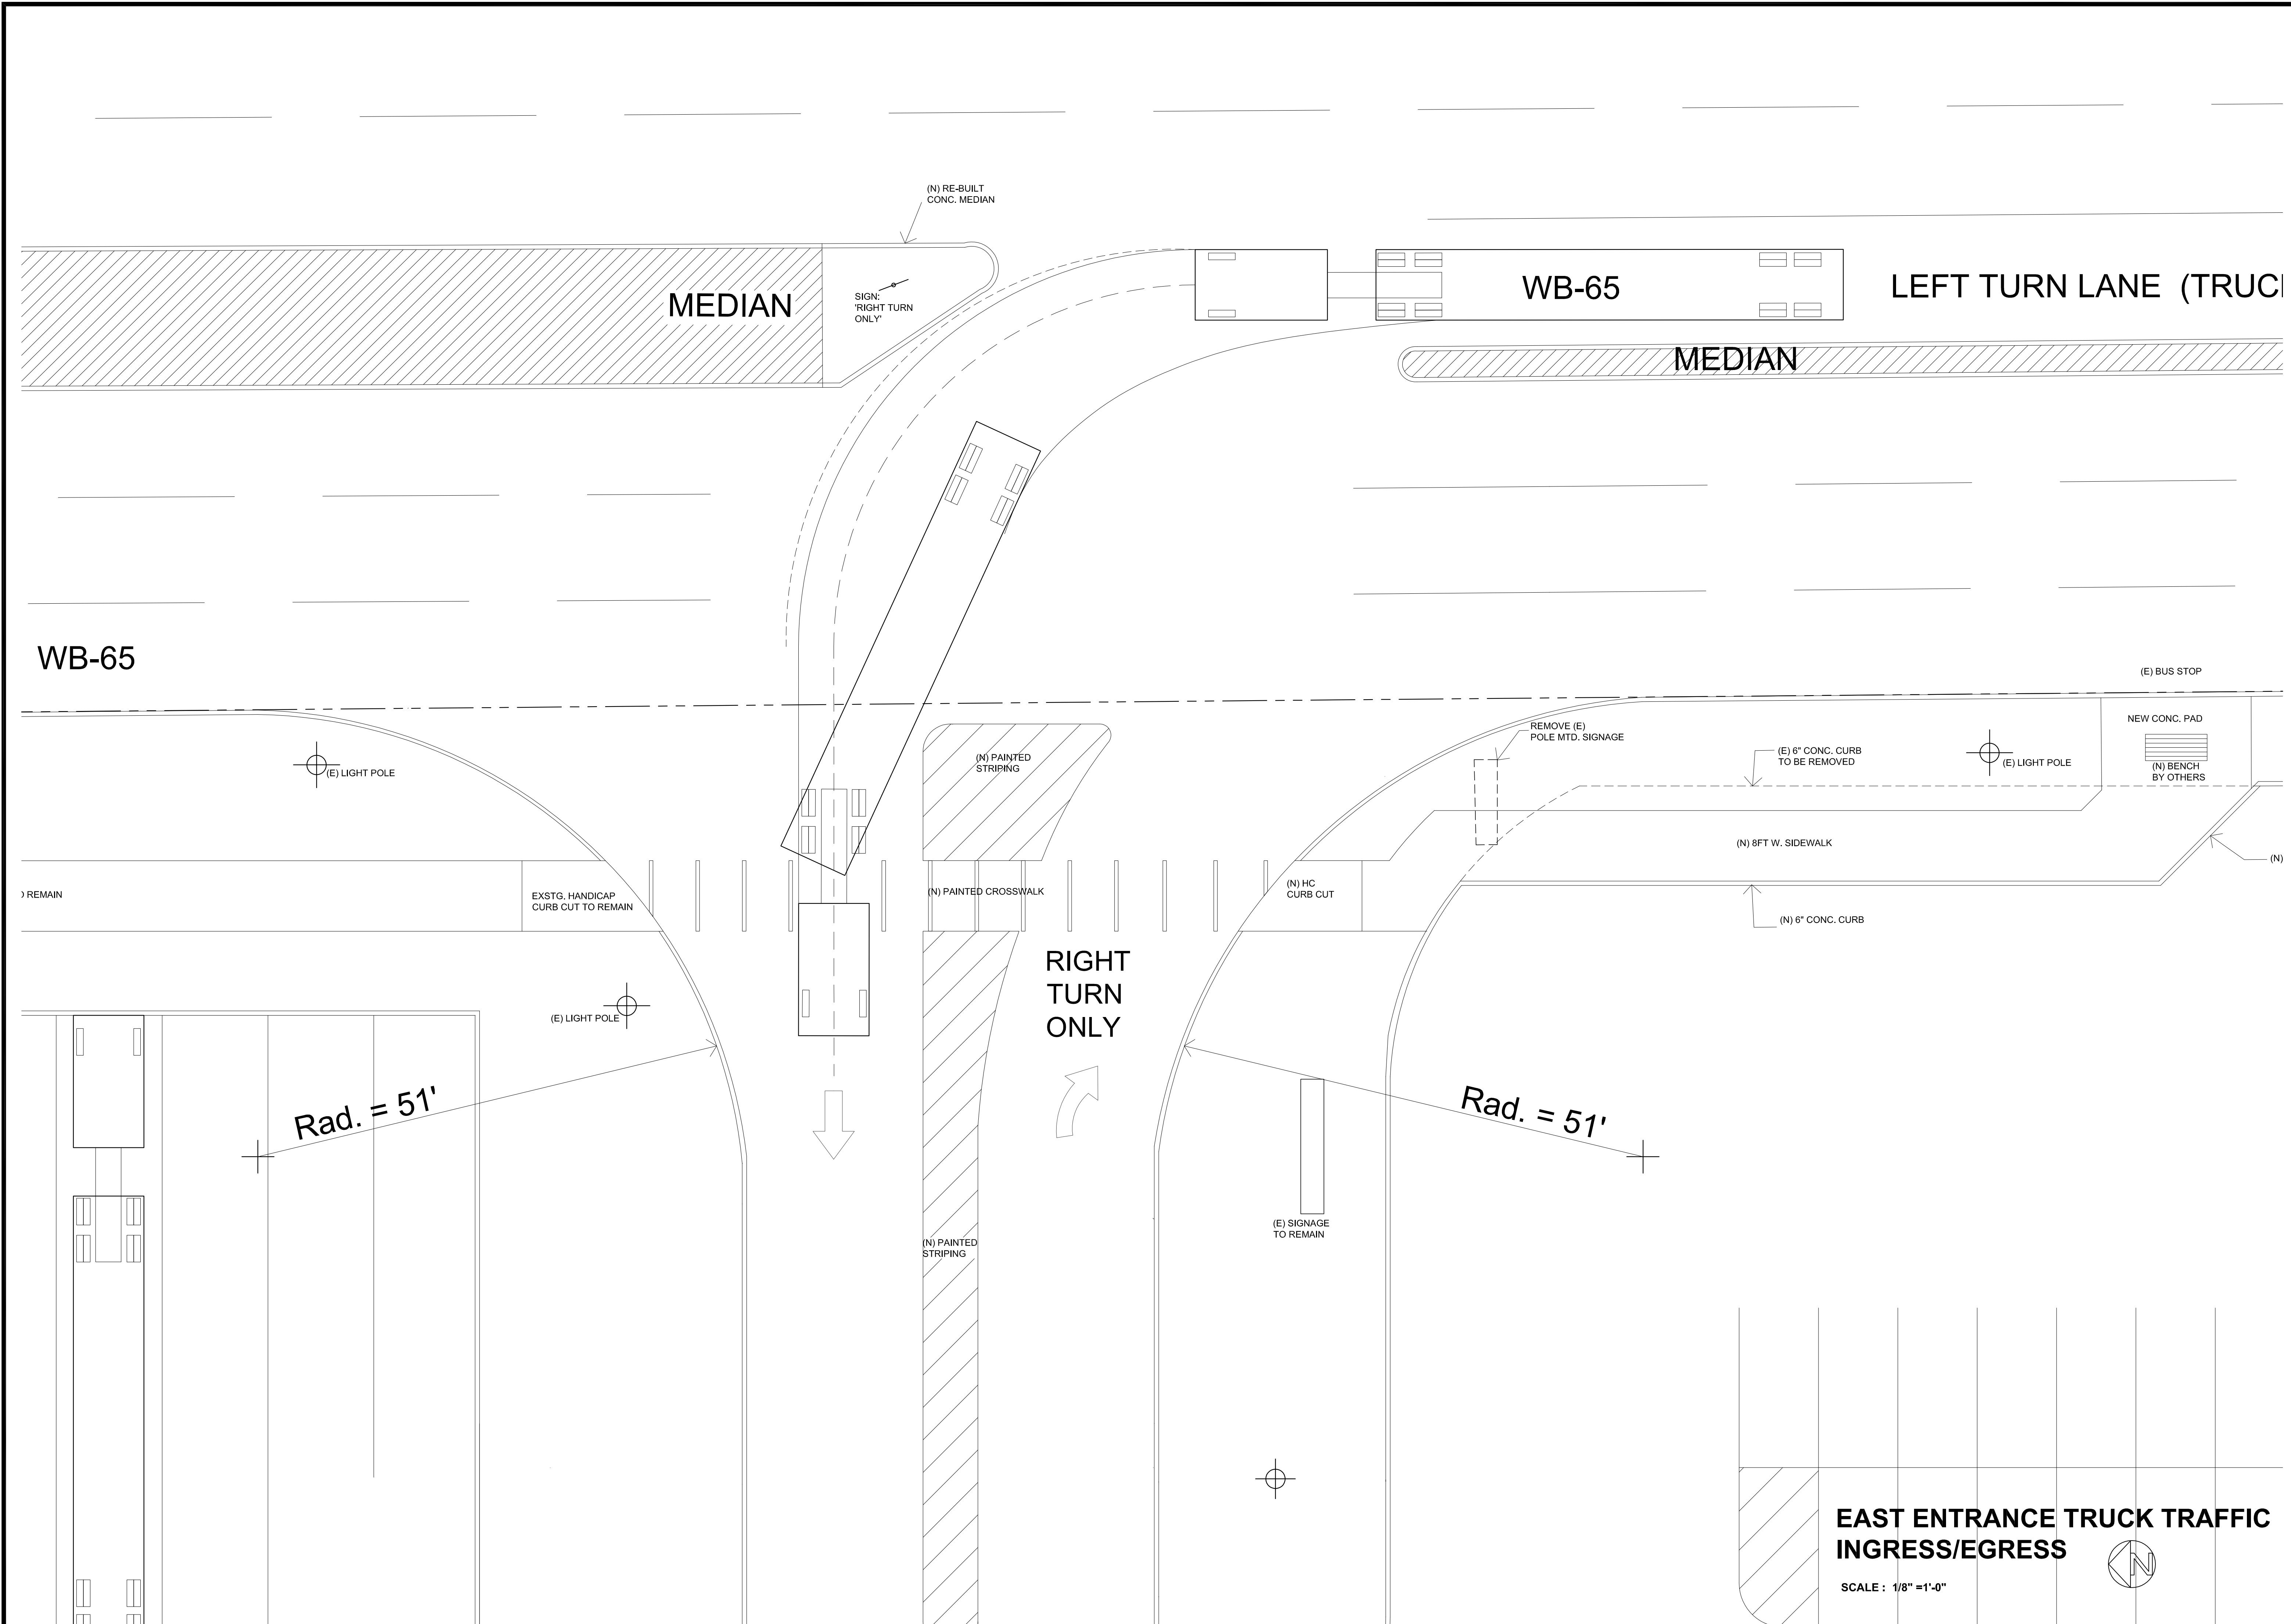 (N) RE-BUILT
CONC. MEDIAN
MEDIAN
SIGN:
'RIGHT TURN
ONLY'
WB-65
LEFT TURN LANE (TRUC
MEDIAN
WB-65
(E) BUS STOP
NEW CONC. PAD
(N) BENCH
BY OTHERS
REMOVE (E)
POLE MTD. SIGNAGE
(E) 6" CONC. CURB
TO BE REMOVED
(E) LIGHT POLE
(E) LIGHT POLE
(N) PAINTED
STRIPING
(N) 8FT W. SIDEWALK
(N)
O REMAIN
EXSTG. HANDICAP
CURB CUT TO REMAIN
(N) PAINTED CROSSWALK
(N) HC
CURB CUT
(N) 6" CONC. CURB
RIGHT
TURN
ONLY
(E) LIGHT POLE
Rad. = 51'
Rad. = 51'
(E) SIGNAGE
TO REMAIN
(N) PAINTED
STRIPING
EAST ENTRANCE TRUCK TRAFFIC
INGRESS/EGRESS
N
SCALE : 1/8" =1'-0"